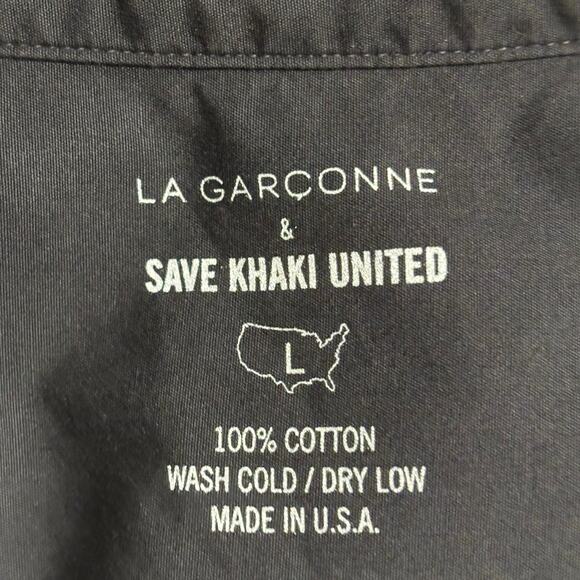 LA GARÇONNE
&
SAVE KHAKI UNITED
L
100% COTTON
WASH COLD / DRY LOW
MADE IN U.S.A.